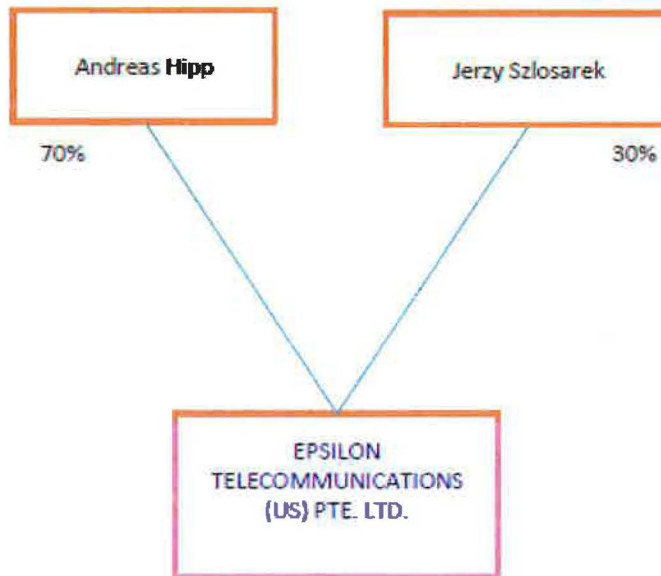 Andreas Hipp
Jerzy Szlosarek
70%
30%
EPSILON
TELECOMMUNICATIONS
(US) PTE. LTD.